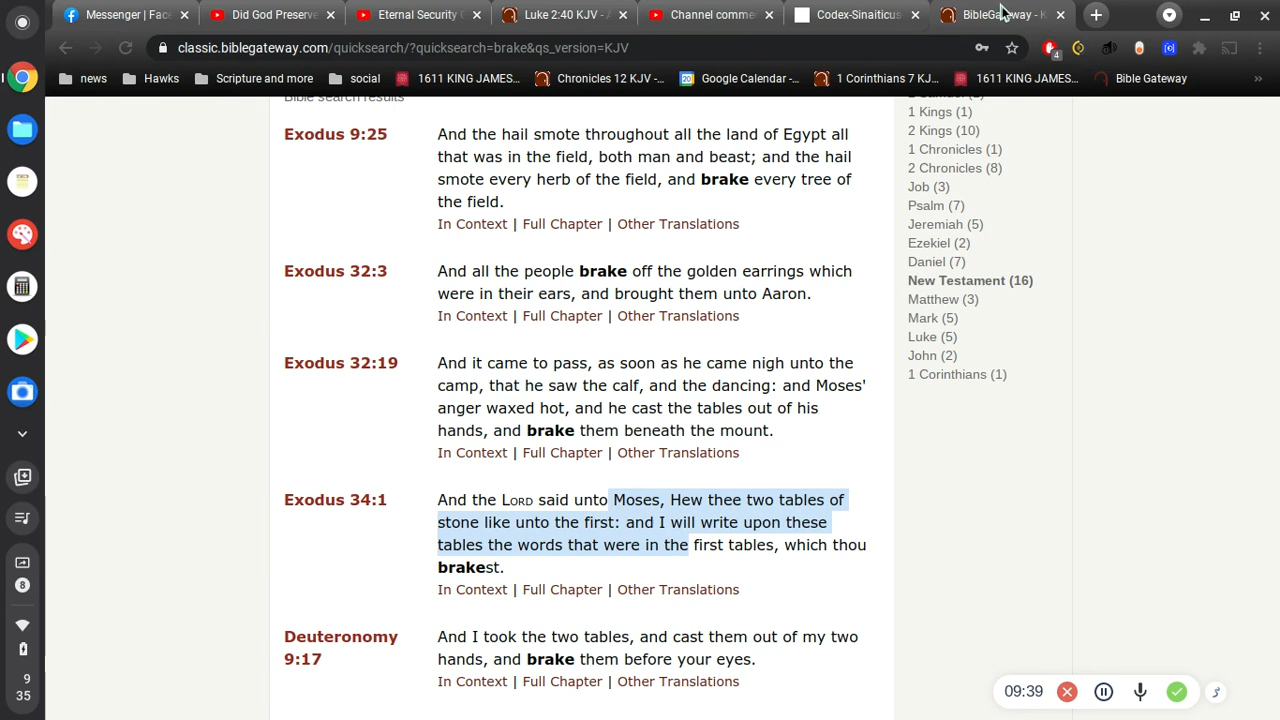 Messenger | Fac
Did God Preserve
Eternal Security
Luke 2:40 KJV - 
Channel comme
Codex-Sinaiticus
BibleGateway - K
classic.biblegateway.com/quicksearch/?quicksearch=brake&qs_version=KJV
4
news
Hawks
Scripture and more
social
1611 KING JAMES...
Chronicles 12 KJV -...
Google Calendar -...
1 Corinthians 7 KJ...
1611 KING JAMES...
Bible Gateway
»
Bible search results
Exodus 9:25
And the hail smote throughout all the land of Egypt all
that was in the field, both man and beast; and the hail
smote every herb of the field, and brake every tree of
the field.
In Context | Full Chapter | Other Translations
Exodus 32:3
And all the people brake off the golden earrings which
were in their ears, and brought them unto Aaron.
In Context | Full Chapter | Other Translations
Exodus 32:19
And it came to pass, as soon as he came nigh unto the
camp, that he saw the calf, and the dancing: and Moses'
anger waxed hot, and he cast the tables out of his
hands, and brake them beneath the mount.
In Context | Full Chapter | Other Translations
Exodus 34:1
And the LORD said unto Moses, Hew thee two tables of
stone like unto the first: and I will write upon these
tables the words that were in the first tables, which thou
brakest.
In Context | Full Chapter | Other Translations
Deuteronomy
9:17
And I took the two tables, and cast them out of my two
hands, and brake them before your eyes.
In Context | Full Chapter | Other Translations
1 Kings (1)
2 Kings (10)
1 Chronicles (1)
2 Chronicles (8)
Job (3)
Psalm (7)
Jeremiah (5)
Ezekiel (2)
Daniel (7)
New Testament (16)
Matthew (3)
Mark (5)
Luke (5)
John (2)
1 Corinthians (1)
8
9
35
09:39